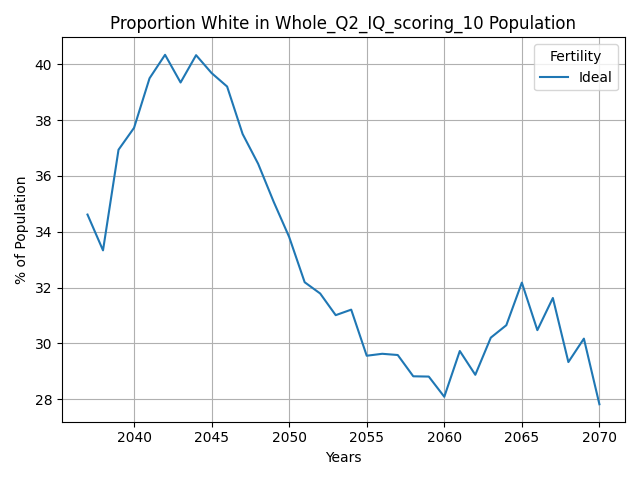 Proportion White in Whole_Q2_IQ_scoring_10 Population
Fertility
Ideal
% of Population
40
38
36
34
32
30
28
2040
2045
2050
2055
2060
2065
2070
Years